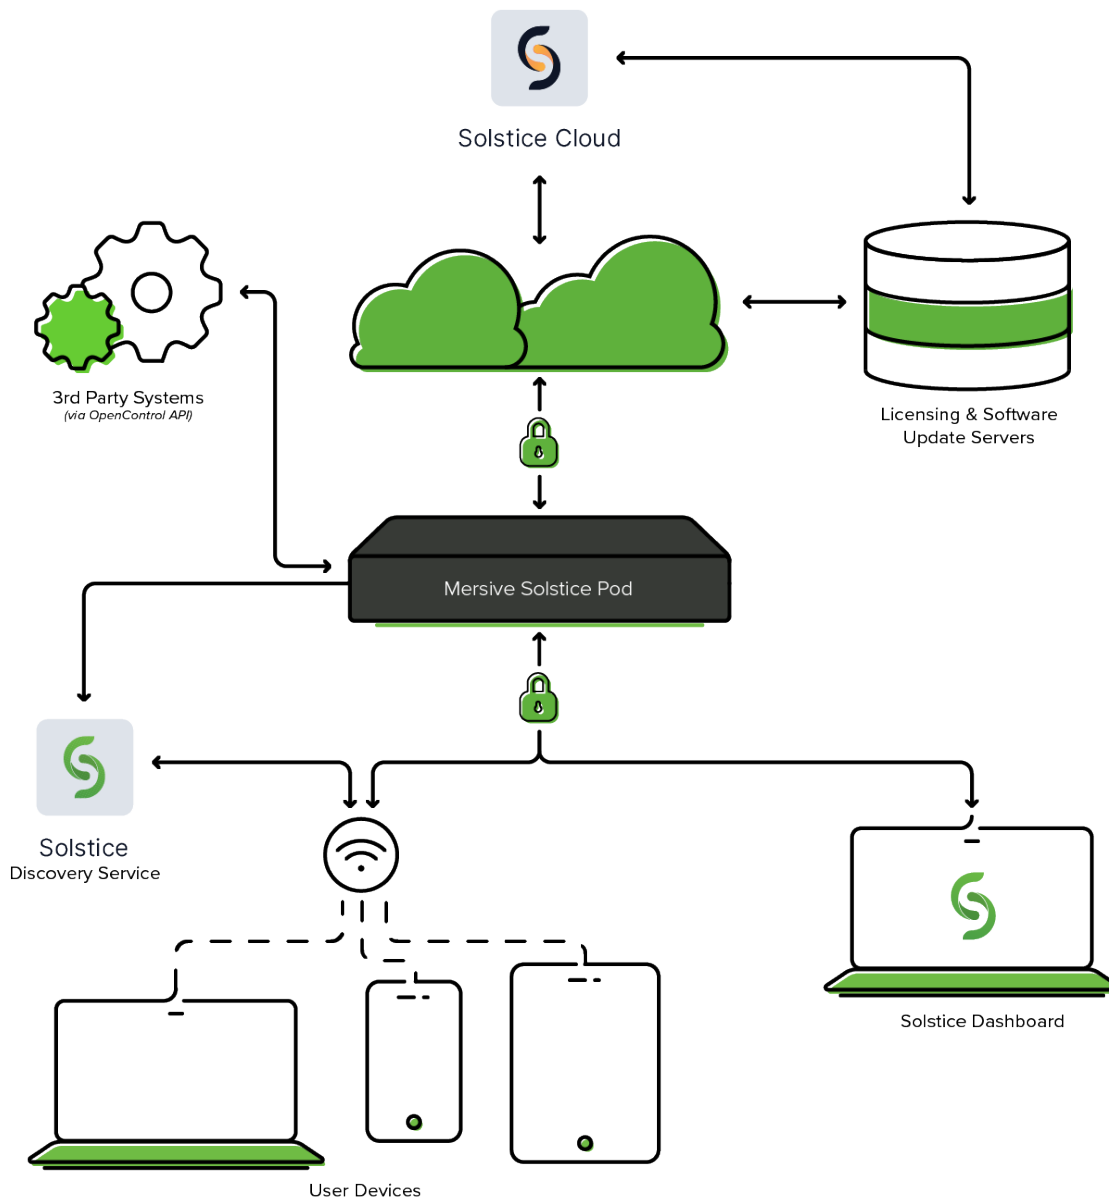 Solstice Cloud
3rd Party Systems
(via OpenControl API)
Licensing & Software
Update Servers
Mersive Solstice Pod
Solstice
Discovery Service
Solstice Dashboard
User Devices